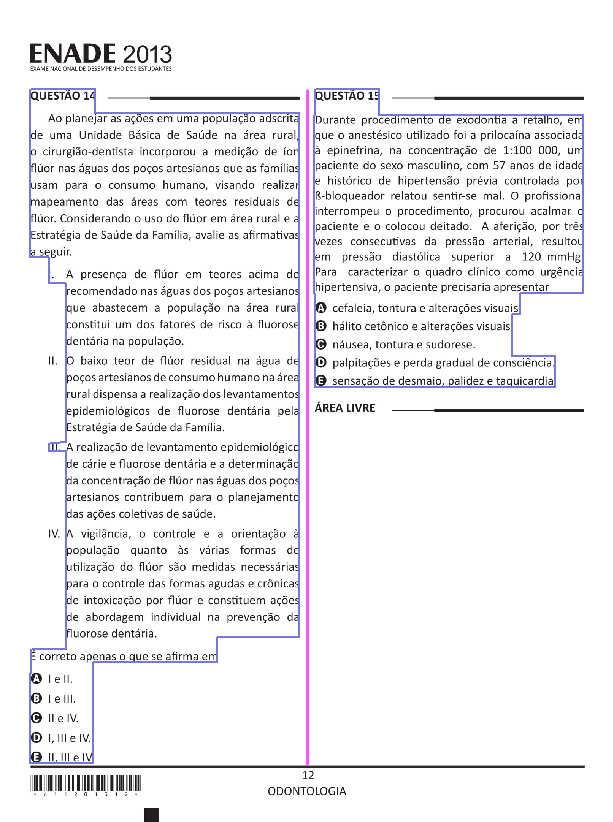 ENADE 2013
EXAME NACIONAL DE DESEMPENHO DOS ESTUDANTES
QUESTÃO 14
Ao planejar as ações em uma população adscrita
de uma Unidade Básica de Saúde na área rural,
o cirurgião-dentista incorporou a medição de íon
flúor nas águas dos poços artesianos que as famílias
usam para o consumo humano, visando realizar
mapeamento das áreas com teores residuais de
flúor. Considerando o uso do flúor em área rural e a
Estratégia de Saúde da Família, avalie as afirmativas
a seguir.
I. A presença de flúor em teores acima do
recomendado nas águas dos poços artesianos
que abastecem a população na área rural
constitui um dos fatores de risco à fluorose
dentária na população.
II. O baixo teor de flúor residual na água de
poços artesianos de consumo humano na área
rural dispensa a realização dos levantamentos
epidemiológicos de fluorose dentária pela
Estratégia de Saúde da Família.
III. A realização de levantamento epidemiológico
de cárie e fluorose dentária e a determinação
da concentração de flúor nas águas dos poços
artesianos contribuem para o planejamento
das ações coletivas de saúde.
IV. A vigilância, o controle e a orientação à
população quanto às várias formas de
utilização do flúor são medidas necessárias
para o controle das formas agudas e crônicas
de intoxicação por flúor e constituem ações
de abordagem individual na prevenção da
fluorose dentária.
É correto apenas o que se afirma em
A I e II.
B I e III.
C II e IV.
D I, III e IV.
E II, III e IV
QUESTÃO 15
Durante procedimento de exodontia a retalho, em
que o anestésico utilizado foi a prilocaína associada
à epinefrina, na concentração de 1:100 000, um
paciente do sexo masculino, com 57 anos de idade
e histórico de hipertensão prévia controlada por
ß-bloqueador relatou sentir-se mal. O profissional
interrompeu o procedimento, procurou acalmar o
paciente e o colocou deitado. A aferição, por três
vezes consecutivas da pressão arterial, resultou
em pressão diastólica superior a 120 mmHg.
Para caracterizar o quadro clínico como urgência
hipertensiva, o paciente precisaria apresentar
A cefaleia, tontura e alterações visuais
B hálito cetônico e alterações visuais
C náusea, tontura e sudorese.
D palpitações e perda gradual de consciência.
E sensação de desmaio, palidez e taquicardia
ÁREA LIVRE
12
ODONTOLOGIA